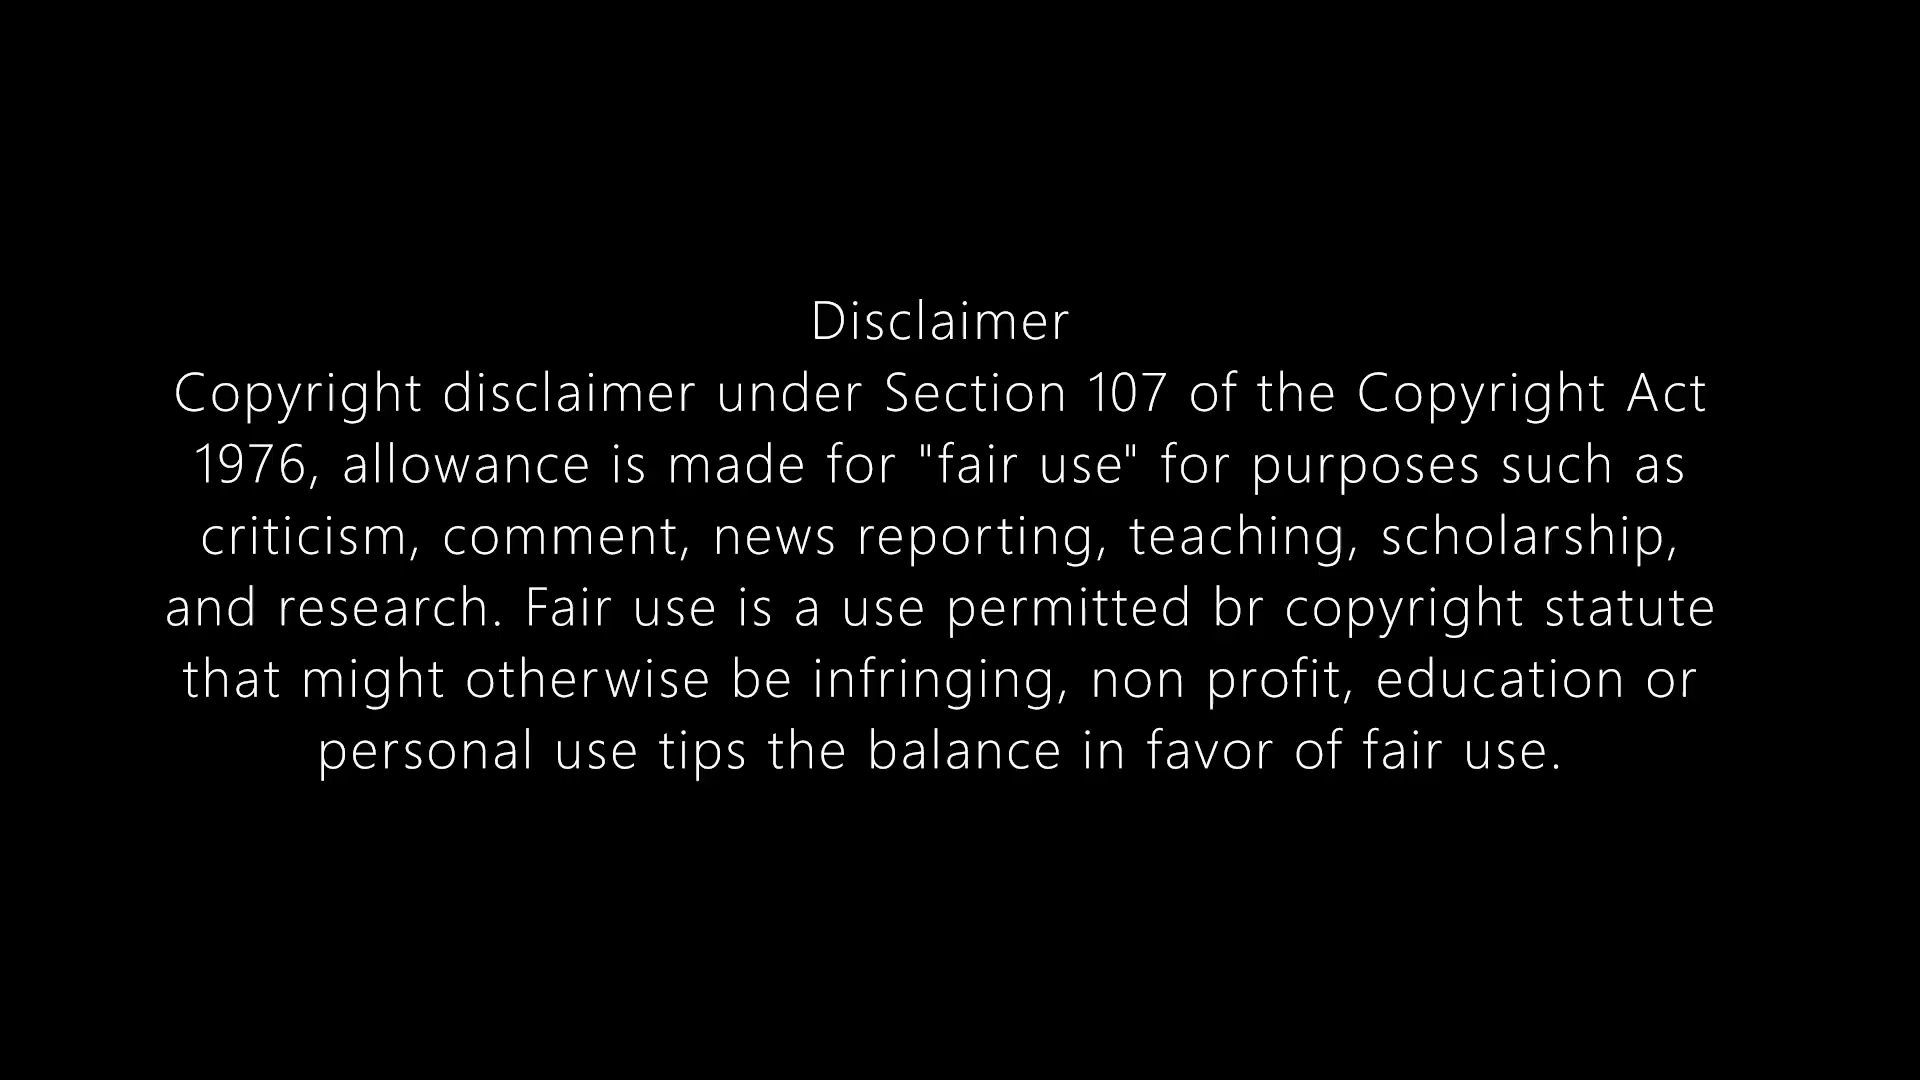 Disclaimer
Copyright disclaimer under Section 107 of the Copyright Act
1976, allowance is made for "fair use" for purposes such as
criticism, comment, news reporting, teaching, scholarship,
and research. Fair use is a use permitted br copyright statute
that might otherwise be infringing, non profit, education or
personal use tips the balance in favor of fair use.